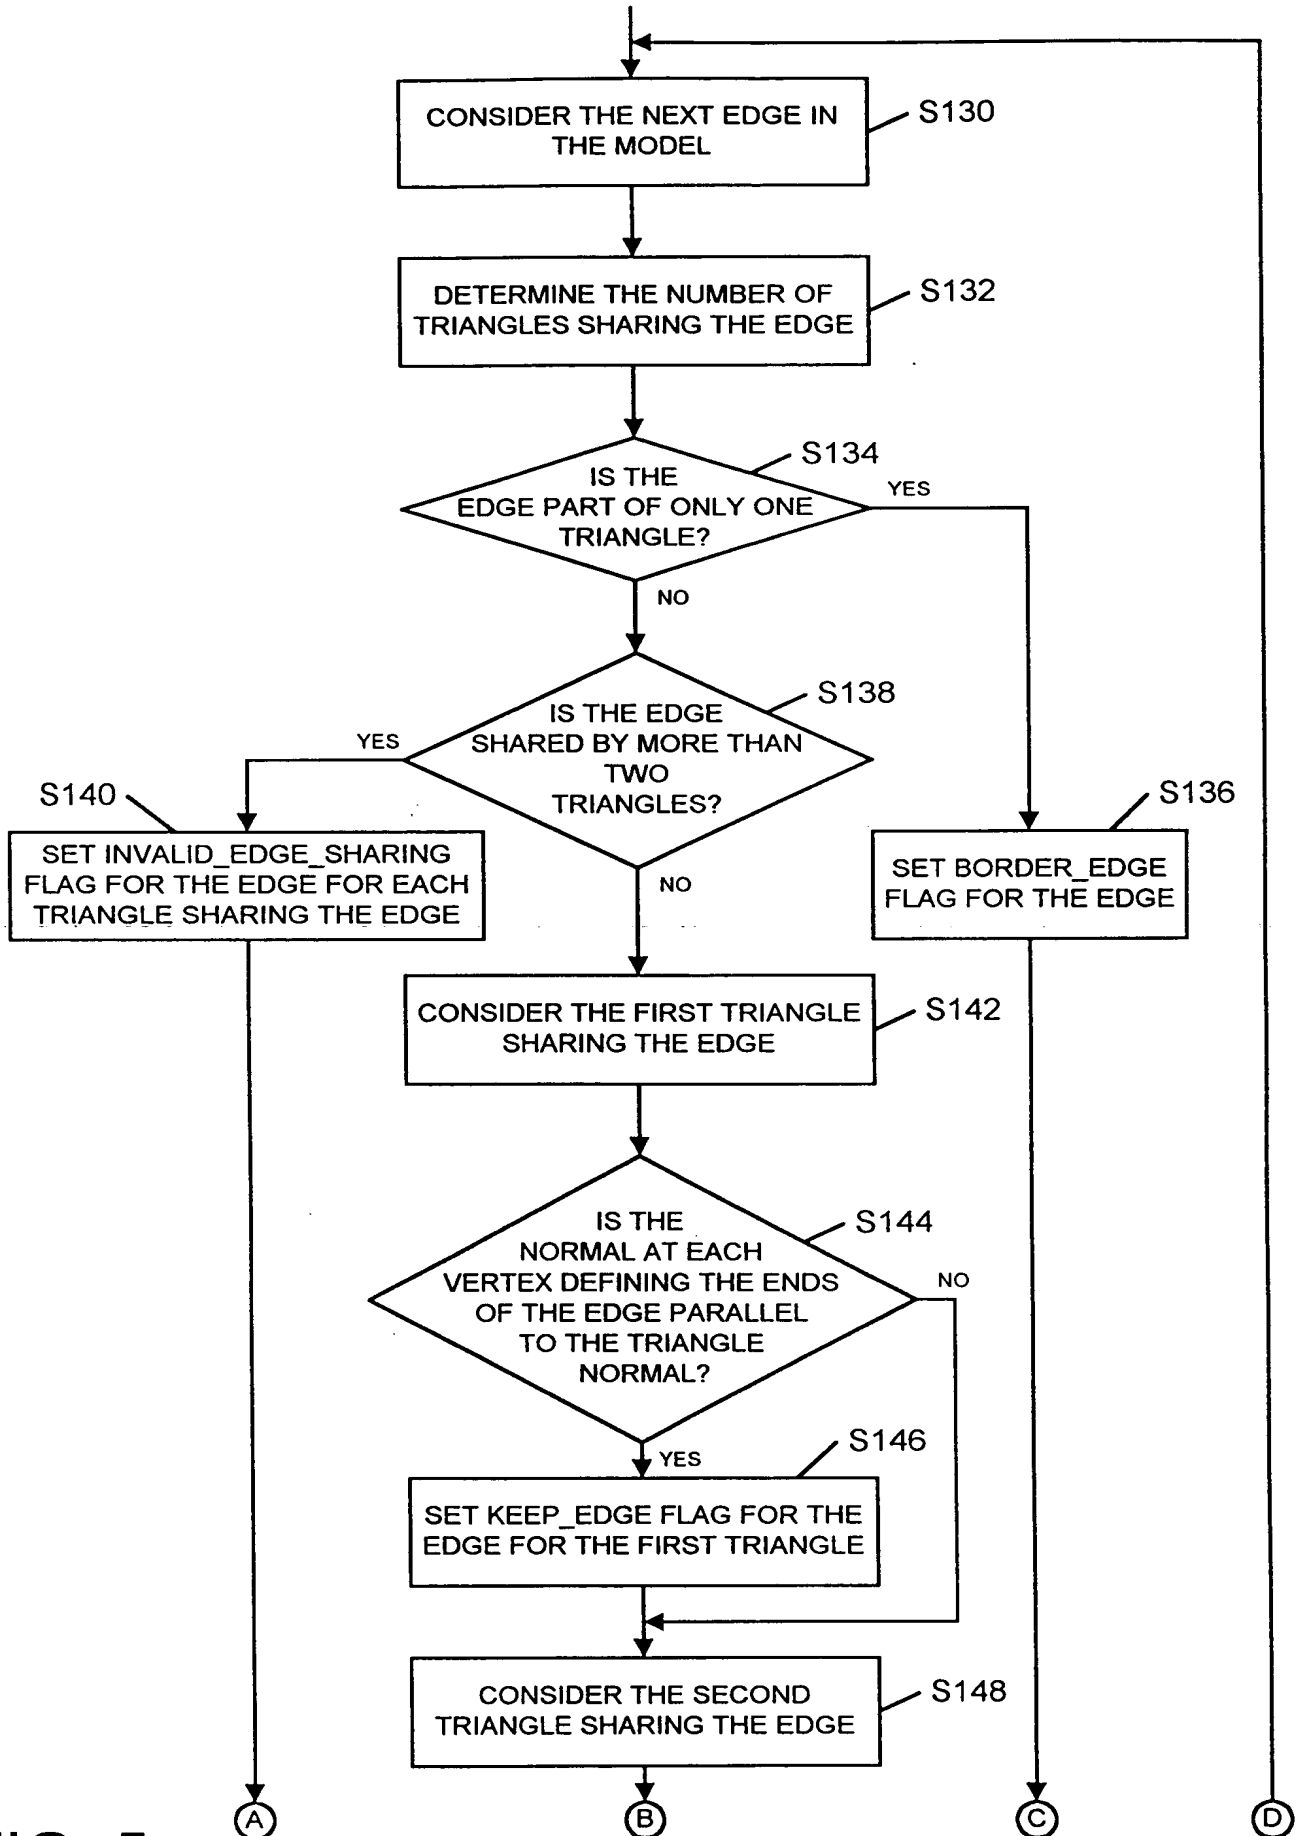 CONSIDER THE NEXT EDGE IN
THE MODEL
S130
DETERMINE THE NUMBER OF
TRIANGLES SHARING THE EDGE
S132
IS THE
EDGE PART OF ONLY ONE
TRIANGLE?
S134
YES
NO
IS THE EDGE
SHARED BY MORE THAN
TWO
TRIANGLES?
S138
YES
NO
S140
SET INVALID_EDGE_SHARING
FLAG FOR THE EDGE FOR EACH
TRIANGLE SHARING THE EDGE
S136
SET BORDER_EDGE
FLAG FOR THE EDGE
CONSIDER THE FIRST TRIANGLE
SHARING THE EDGE
S142
IS THE
NORMAL AT EACH
VERTEX DEFINING THE ENDS
OF THE EDGE PARALLEL
TO THE TRIANGLE
NORMAL?
S144
NO
YES
S146
SET KEEP_EDGE FLAG FOR THE
EDGE FOR THE FIRST TRIANGLE
CONSIDER THE SECOND
TRIANGLE SHARING THE EDGE
S148
A
B
C
D